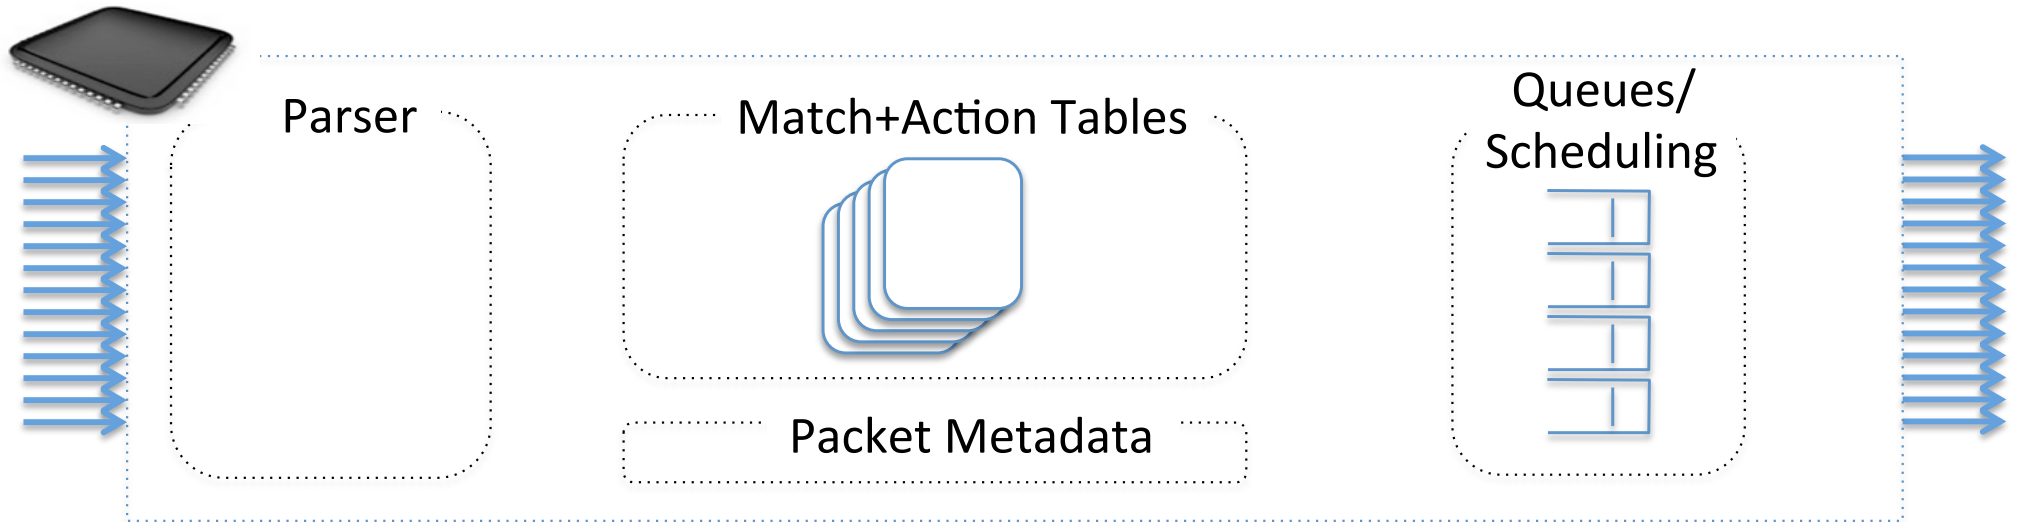 Parser
Match+Action Tables
Queues/
Scheduling
Packet Metadata